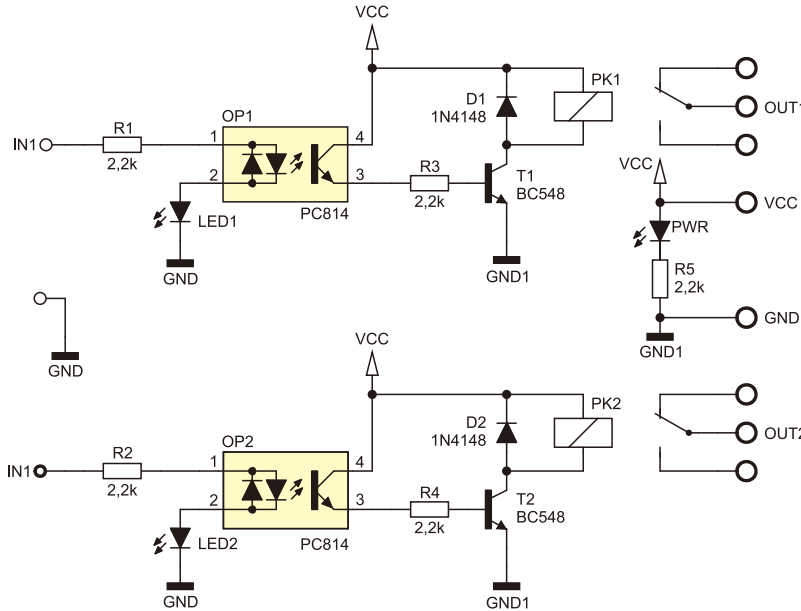 VCC
PK1
D1
1N4148
OP1
OUT1
IN1
R1
1
4
2,2k
R3
T1
2
3
BC548
VCC
2,2k
LED1
PC814
VCC
PWR
GND
GND1
R5
2,2k
GND
GND1
GND
VCC
PK2
D2
1N4148
OP2
OUT2
IN1
R2
1
4
2,2k
R4
T2
2
3
BC548
2,2k
LED2
PC814
GND
GND1